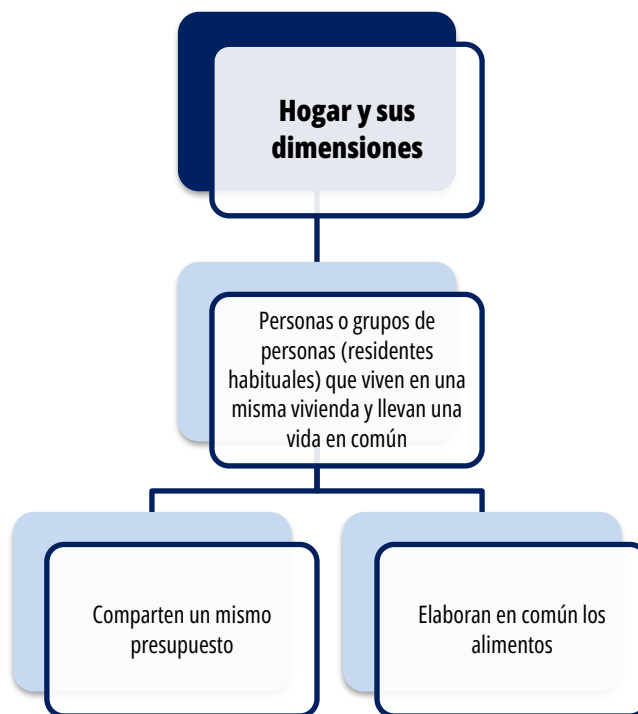 Hogar y sus
dimensiones
Personas o grupos de
personas (residentes
habituales) que viven en una
misma vivienda y llevan una
vida en común
Comparten un mismo
presupuesto
Elaboran en común los
alimentos